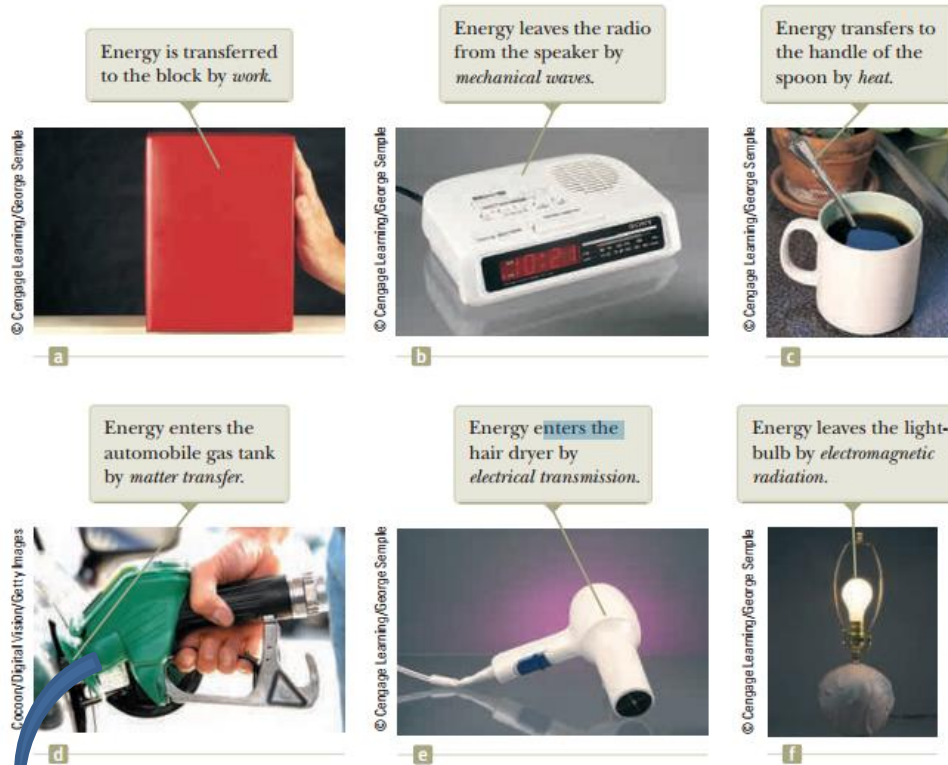 Energy is transferred
to the block by work.
Energy leaves the radio
from the speaker by
mechanical waves.
Energy transfers to
the handle of the
spoon by heat.
© Cengage Learning/George Semple
© Cengage Learning/George Semple
© Cengage Learning/George Semple
10:21
SONY
a
b
c
Energy enters the
automobile gas tank
by matter transfer.
Energy enters the
hair dryer by
electrical transmission.
Energy leaves the light-
bulb by electromagnetic
radiation.
Cocoon/Digital Vision/Getty Images
© Cengage Learning/George Semple
© Cengage Learning/George Semple
d
e
f